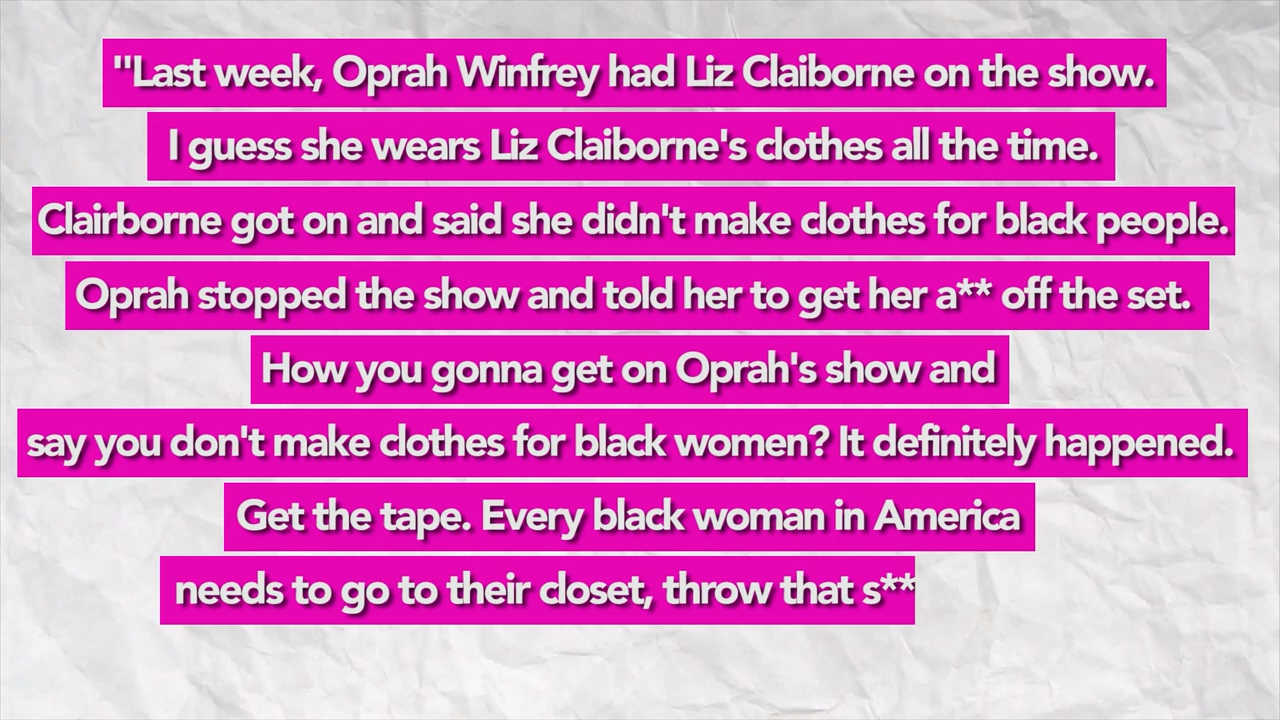 "Last week, Oprah Winfrey had Liz Claiborne on the show.
I guess she wears Liz Claiborne's clothes all the time.
Clairborne got on and said she didn't make clothes for black people.
Oprah stopped the show and told her to get her a** off the set.
How you gonna get on Oprah's show and
say you don't make clothes for black women? It definitely happened.
Get the tape. Every black woman in America
needs to go to their closet, throw that s**